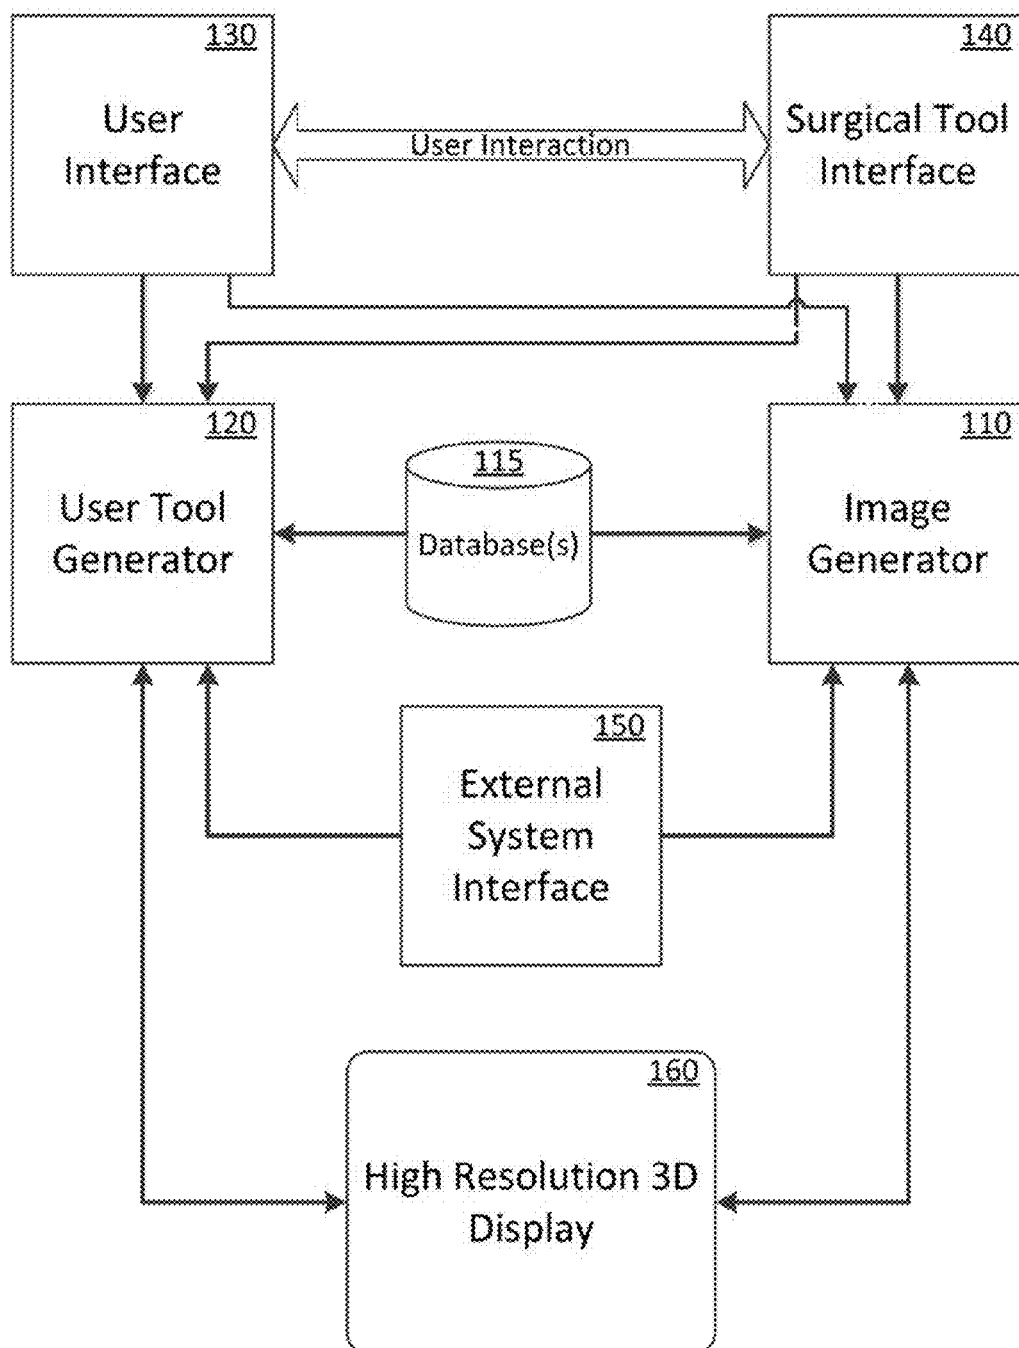 130
User
Interface
User Interaction
140
Surgical Tool
Interface
120
User Tool
Generator
115
Database(s)
110
Image
Generator
150
External
System
Interface
160
High Resolution 3D
Display